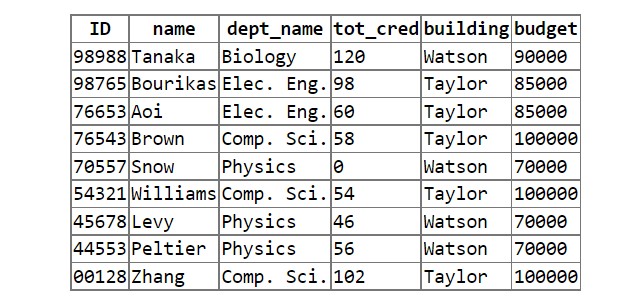 ID name dept_name tot_cred building budget
98988 Tanaka Biology 120 Watson 90000
98765 Bourikas Elec. Eng. 98 Taylor 85000
76653 Aoi Elec. Eng. 60 Taylor 85000
76543 Brown Comp. Sci. 58 Taylor 100000
70557 Snow Physics 0 Watson 70000
54321 Williams Comp. Sci. 54 Taylor 100000
45678 Levy Physics 46 Watson 70000
44553 Peltier Physics 56 Watson 70000
00128 Zhang Comp. Sci. 102 Taylor 100000